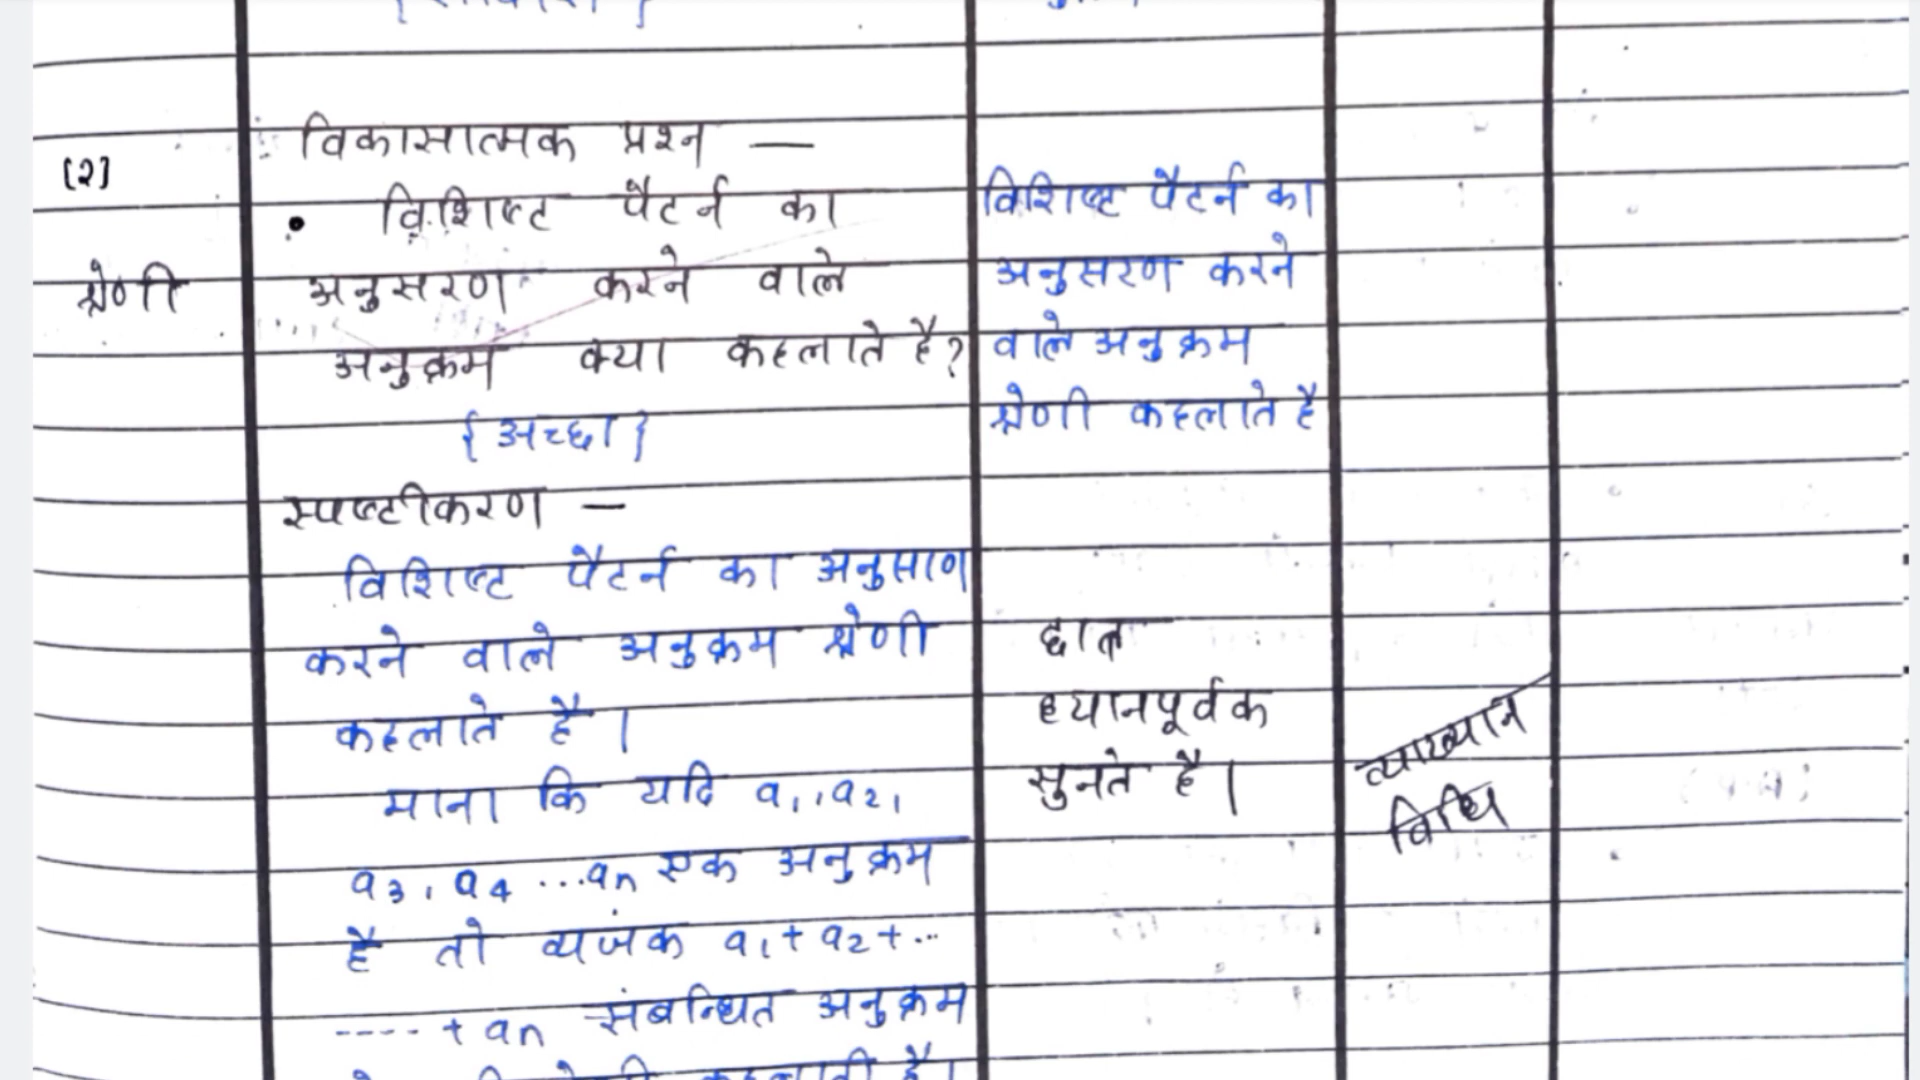 विकासात्मक प्रश्न —
[2]
श्रेणी
• विशिष्ट पैटर्न का
अनुसरण करने वाले
अनुक्रम क्या कहलाते है?
{अच्छा}
विशिष्ट पैटर्न का
अनुसरण करने
वाले अनुक्रम
श्रेणी कहलाते है
स्पष्टीकरण —
विशिष्ट पैटर्न का अनुसरण
करने वाले अनुक्रम श्रेणी
कहलाते है।
माना कि यदि a1, a2,
a3, a4 ...an एक अनुक्रम
है तो व्यजंक a1+a2+...
----+an संबन्धित अनुक्रम
कहलाती है।
छात्र
ध्यानपूर्वक
सुनते है।
व्याख्यान
विधि